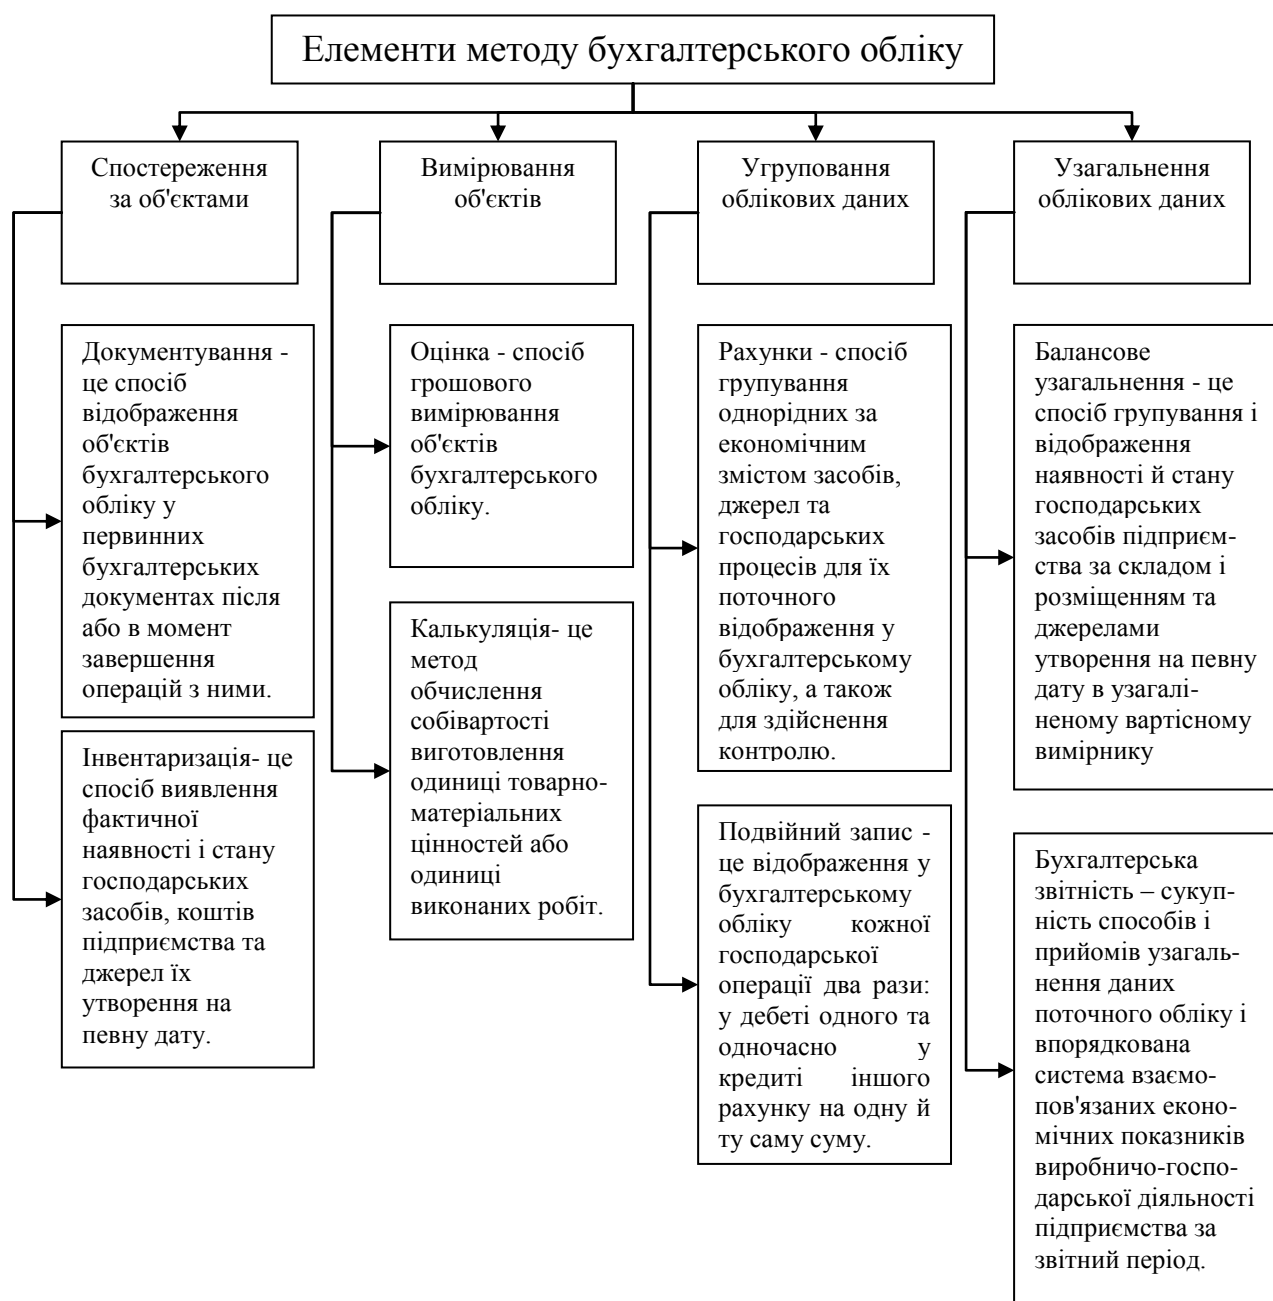 Елементи методу бухгалтерського обліку
Спостереження
за об'єктами
Вимірювання
об'єктів
Угруповання
облікових даних
Узагальнення
облікових даних
Документування -
це спосіб
відображення
об'єктів
бухгалтерського
обліку у
первинних
бухгалтерських
документах після
або в момент
завершення
операцій з ними.
Інвентаризація- це
спосіб виявлення
фактичної
наявності і стану
господарських
засобів, коштів
підприємства та
джерел їх
утворення на
певну дату.
Оцінка - спосіб
грошового
вимірювання
об'єктів
бухгалтерського
обліку.
Калькуляція- це
метод
обчислення
собівартості
виготовлення
одиниці товарно-
матеріальних
цінностей або
одиниці
виконаних робіт.
Рахунки - спосіб
групування
однорідних за
економічним
змістом засобів,
джерел та
господарських
процесів для їх
поточного
відображення у
бухгалтерському
обліку, а також
для здійснення
контролю.
Подвійний запис -
це відображення у
бухгалтерському
обліку кожної
господарської
операції два рази:
у дебеті одного та
одночасно у
кредиті іншого
рахунку на одну й
ту саму суму.
Балансове
узагальнення - це
спосіб групування і
відображення
наявності й стану
господарських
засобів підприєм-
ства за складом і
розміщенням та
джерелами
утворення на певну
дату в узагалі-
неному вартісному
вимірнику
Бухгалтерська
звітність – сукуп-
ність способів і
прийомів узагаль-
нення даних
поточного обліку і
впорядкована
система взаємо-
пов'язаних еконо-
мічних показників
виробничо-госпо-
дарської діяльності
підприємства за
звітний період.